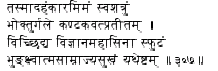 तस्मादहंकारमिमं स्वशत्रुं
भोक्तुर्गले कण्टकवत्प्रतीतम् ।
विच्छिद्य विज्ञानमहासिना स्फुटं
भुङ्क्ष्वात्मसाम्राज्यसुखं यथेष्टम् ॥ ३०७॥